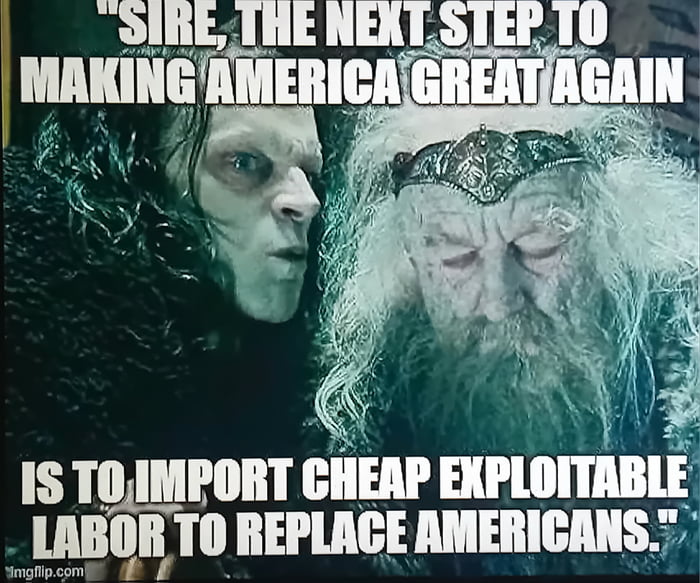 "SIRE, THE NEXT STEP TO
MAKING AMERICA GREAT AGAIN
IS TO IMPORT CHEAP EXPLOITABLE
LABOR TO REPLACE AMERICANS."
imgflip.com